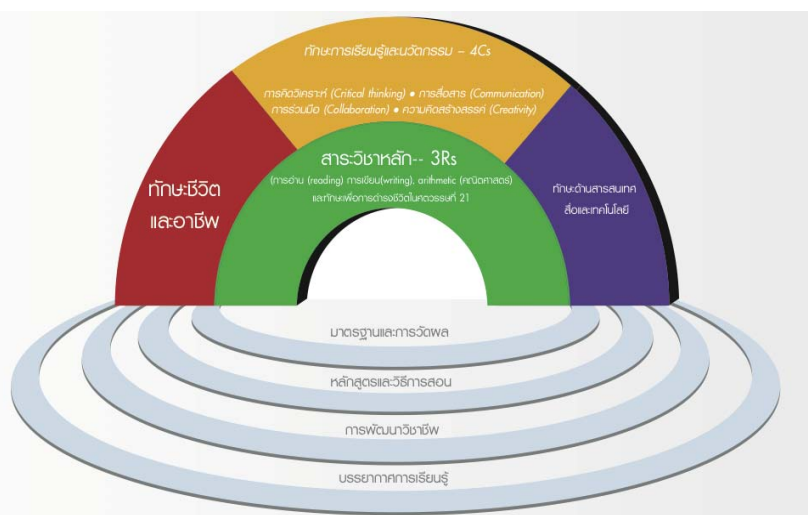 ทักษะการเรียนรู้และนวัตกรรม – 4Cs
การคิดวิเคราะห์ (Critical thinking) • การสื่อสาร (Communication)
การร่วมมือ (Collaboration) • ความคิดสร้างสรรค์ (Creativity)
สาระวิชาหลัก-- 3Rs
(การอ่าน (reading) การเขียน(writing), arithmetic (คณิตศาสตร์)
และทักษะเพื่อการดำรงชีวิตในศตวรรษที่ 21
ทักษะชีวิต
และอาชีพ
ทักษะด้านสารสนเทศ
สื่อและเทคโนโลยี
มาตรฐานและการวัดผล
หลักสูตรและวิธีการสอน
การพัฒนาวิชาชีพ
บรรยากาศการเรียนรู้